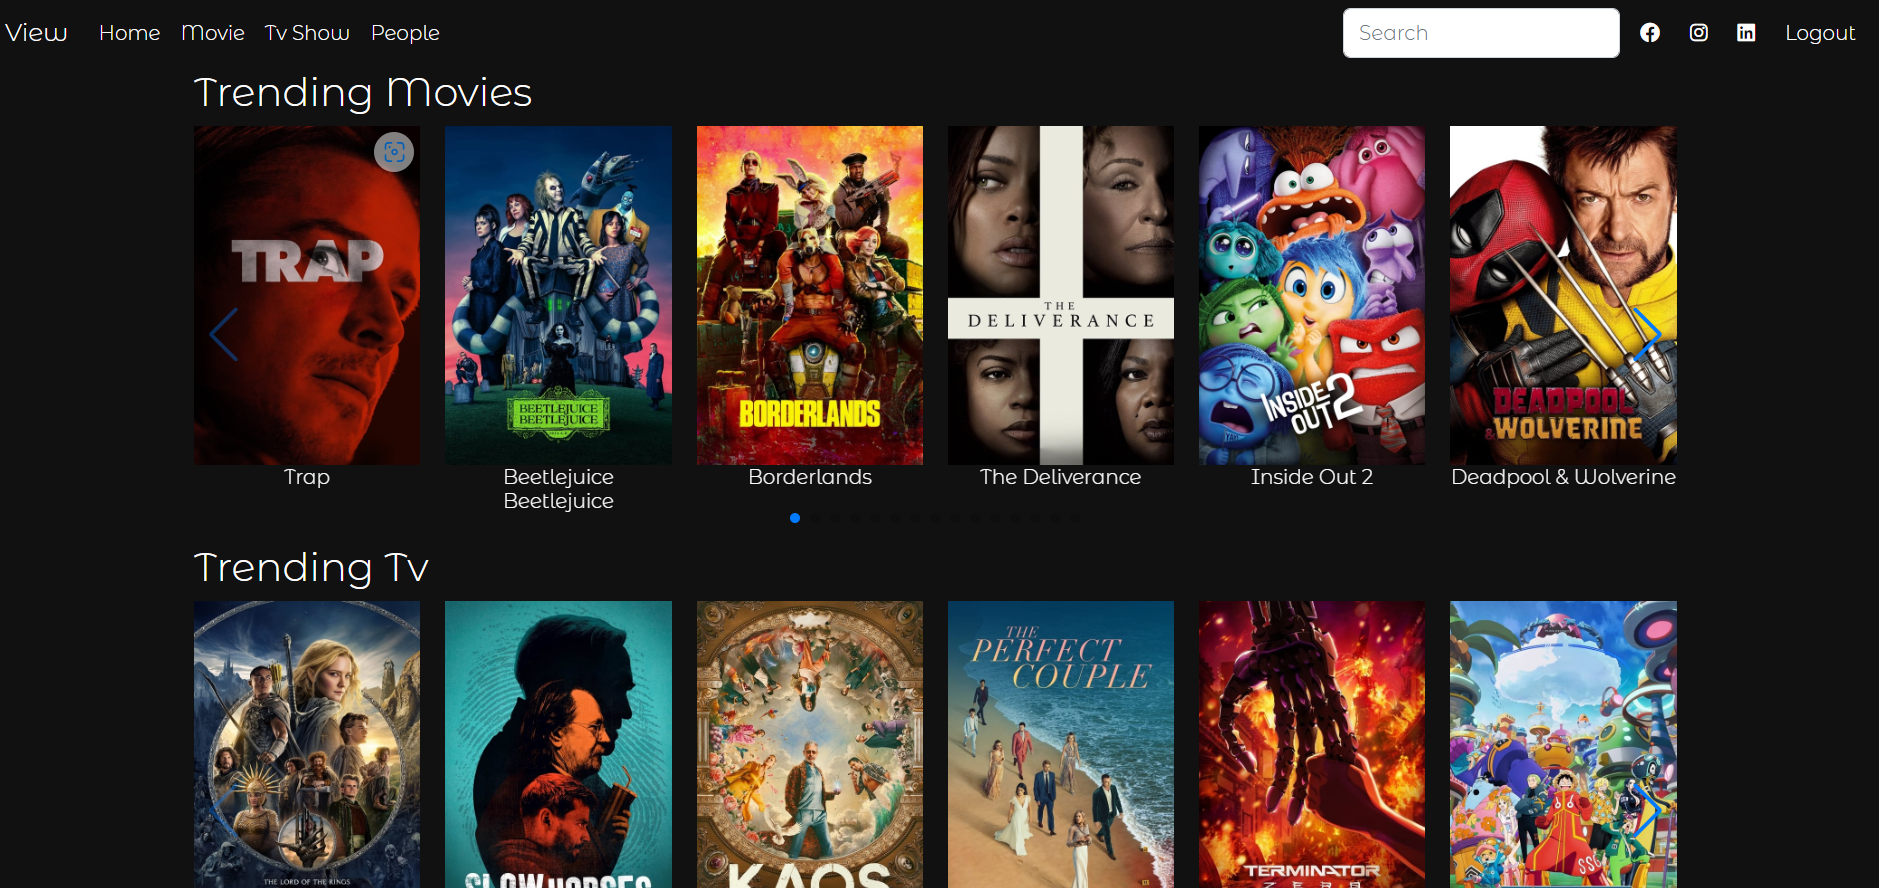 View Home Movie Tv Show People Search Logout
Trending Movies
TRAP
BEETLEJUICE
BEETLEJUICE
BORDERLANDS
THE
DELIVERANCE
INSIDE
OUT 2
DEADPOOL
& WOLVERINE
Trap
Beetlejuice
Beetlejuice
Borderlands
The Deliverance
Inside Out 2
Deadpool & Wolverine
Trending Tv
THE LORD OF THE RINGS
SLOW HORSES
KAOS
THE
PERFECT
COUPLE
TERMINATOR
ZERO
SSG